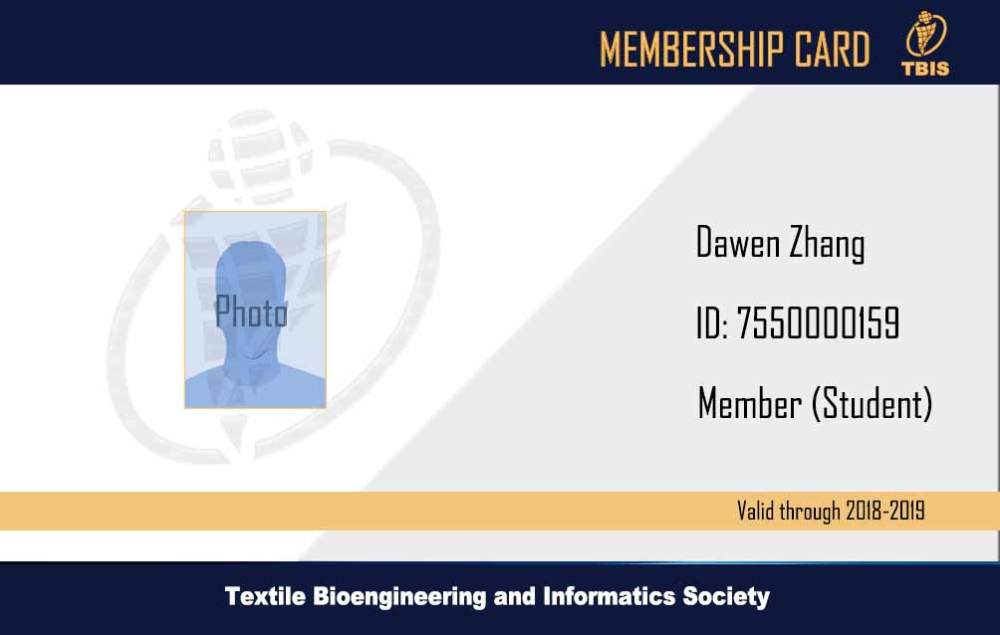 MEMBERSHIP CARD
TBIS
Photo
Dawen Zhang
ID: 7550000159
Member (Student)
Valid through 2018-2019
Textile Bioengineering and Informatics Society